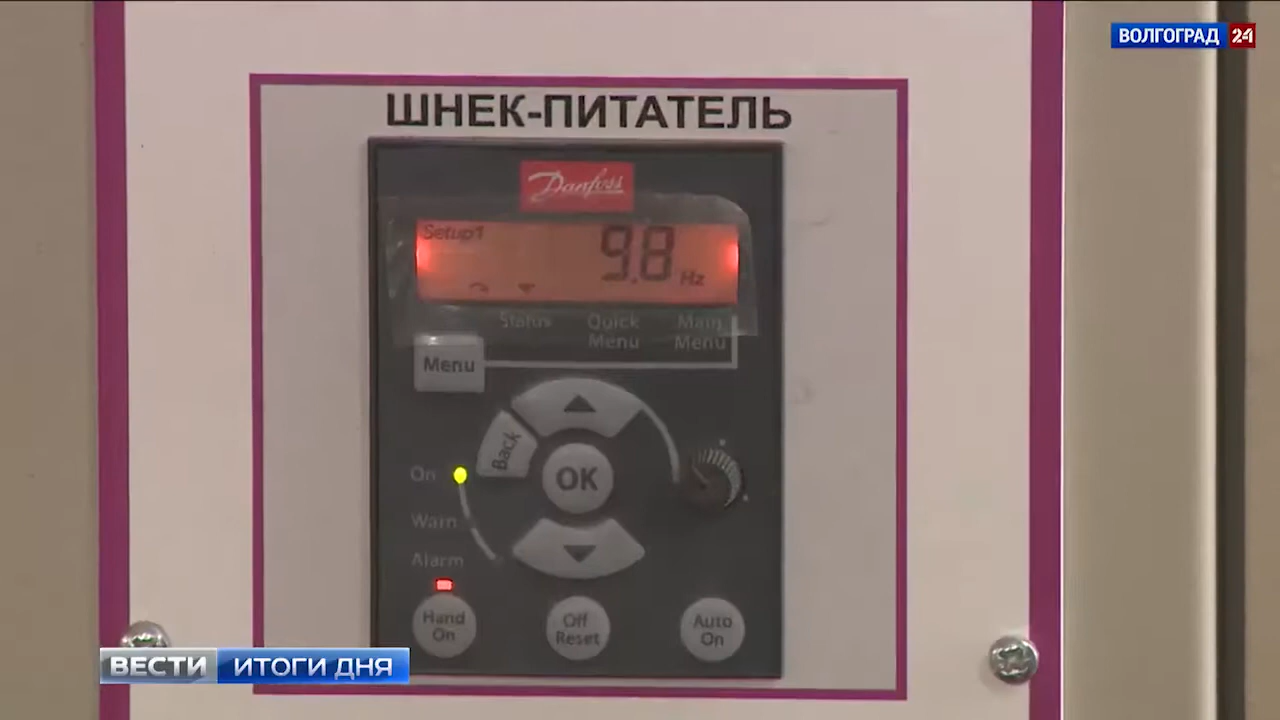 ВОЛГОГРАД 24
ШНЕК-ПИТАТЕЛЬ
Danfoss
Setup1
9.8 Hz
Status
Quick Menu
Main Menu
Menu
Back
OK
On
Warn
Alarm
Hand On
Off Reset
Auto On
ВЕСТИ ИТОГИ ДНЯ